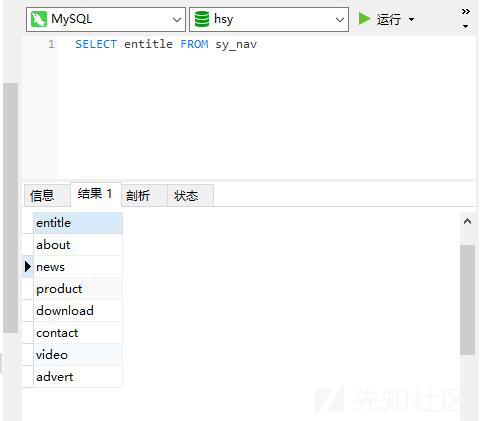 MySQL hsy 运行
1 SELECT entitle FROM sy_nav
信息 结果 1 剖析 状态
entitle
about
news
product
download
contact
video
advert
先知社区